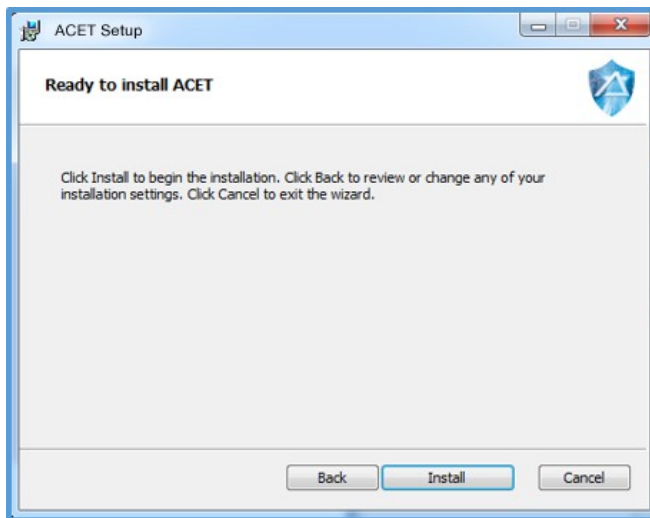 ACET Setup
Ready to install ACET
Click Install to begin the installation. Click Back to review or change any of your
installation settings. Click Cancel to exit the wizard.
Back Install Cancel